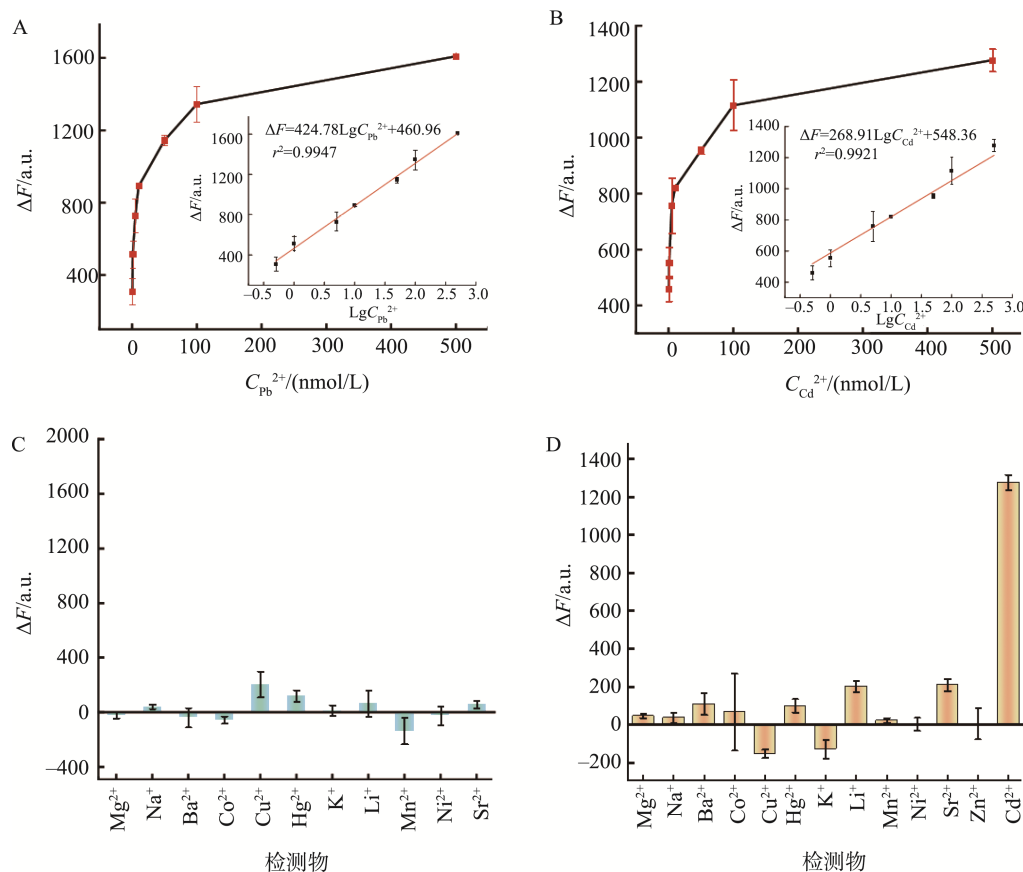 A
ΔF/a.u.
1600
1200
800
400
0 100 200 300 400 500
C_Pb²⁺/(nmol/L)
ΔF=424.78LgC_Pb²⁺+460.96
r²=0.9947
ΔF/a.u.
1600
1200
800
400
–0.5 0 0.5 1.0 1.5 2.0 2.5 3.0
LgC_Pb²⁺
B
ΔF/a.u.
1400
1200
1000
800
600
400
0 100 200 300 400 500
C_Cd²⁺/(nmol/L)
ΔF=268.91LgC_Cd²⁺+548.36
r²=0.9921
ΔF/a.u.
1400
1200
1000
800
600
400
–0.5 0 0.5 1.0 1.5 2.0 2.5 3.0
LgC_Cd²⁺
C
ΔF/a.u.
2000
1600
1200
800
400
0
–400
Mg²⁺ Na⁺ Ba²⁺ Co²⁺ Cu²⁺ Hg²⁺ K⁺ Li⁺ Mn²⁺ Ni²⁺ Sr²⁺
检测物
D
ΔF/a.u.
1400
1200
1000
800
600
400
200
0
–200
Mg²⁺ Na⁺ Ba²⁺ Co²⁺ Cu²⁺ Hg²⁺ K⁺ Li⁺ Mn²⁺ Ni²⁺ Sr²⁺ Zn²⁺ Cd²⁺
检测物